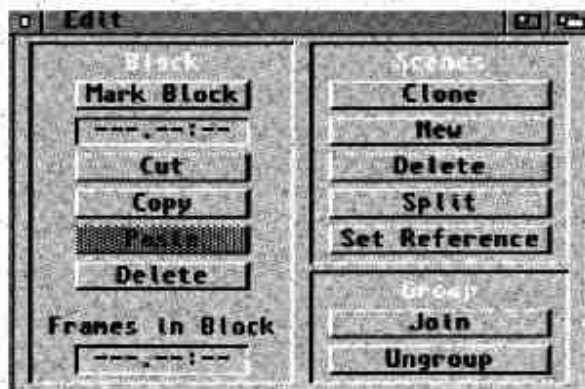 Edit
Block
Mark Block
---.--:--
Cut
Copy
Paste
Delete
Frames in Block
---.--:--
Scenes
Clone
New
Delete
Split
Set Reference
Group
Join
Ungroup